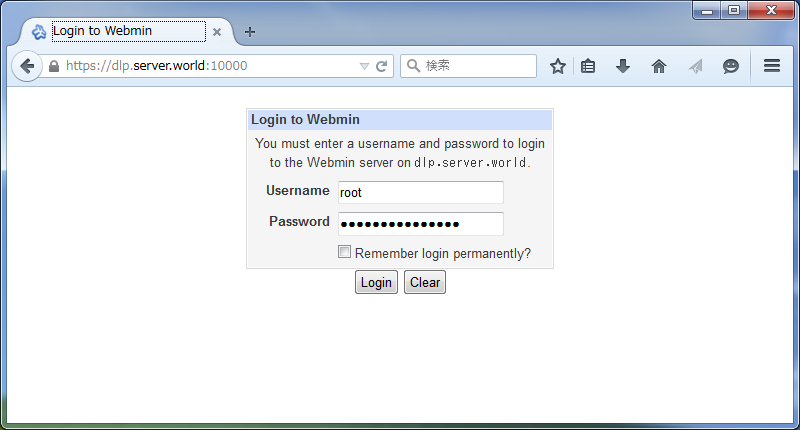 Login to Webmin
https://dlp.server.world:10000
検索
Login to Webmin
You must enter a username and password to login
to the Webmin server on dlp.server.world.
Username root
Password ●●●●●●●●●●●●●●●
Remember login permanently?
Login Clear